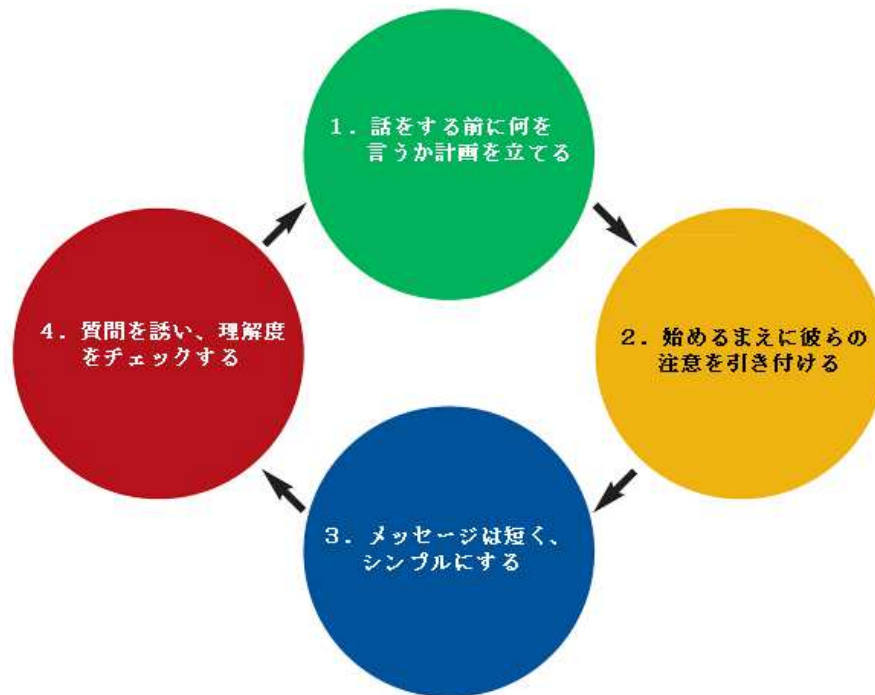 1．話をする前に何を
言うか計画を立てる
2．始めるまえに彼らの
注意を引き付ける
3．メッセージは短く、
シンプルにする
4．質問を誘い、理解度
をチェックする